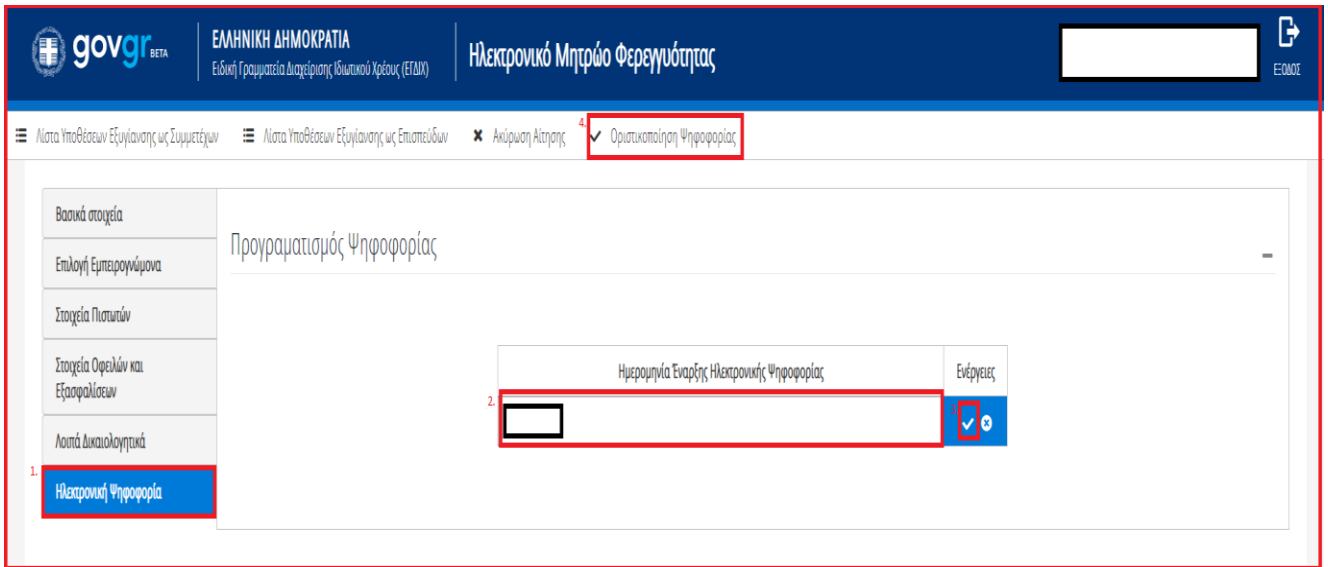 govgr BETA
ΕΛΛΗΝΙΚΗ ΔΗΜΟΚΡΑΤΙΑ
Ειδική Γραμματεία Διαχείρισης Ιδιωτικού Χρέους (ΕΓΔΙΧ)
Ηλεκτρονικό Μητρώο Φερεγγυότητας
ΕΞΟΔΟΣ
Λίστα Υποθέσεων Εξυγίανσης ως Συμμετέχων
Λίστα Υποθέσεων Εξυγίανσης ως Επισπεύδων
Ακύρωση Αίτησης
4.
Οριστικοποίηση Ψηφοφορίας
Βασικά στοιχεία
Επιλογή Εμπειρογνώμονα
Στοιχεία Πιστωτών
Στοιχεία Οφειλών και
Εξασφαλίσεων
Λοιπά Δικαιολογητικά
1.
Ηλεκτρονική Ψηφοφορία
Προγραματισμός Ψηφοφορίας
Ημερομηνία Έναρξης Ηλεκτρονικής Ψηφοφορίας
Ενέργειες
2.